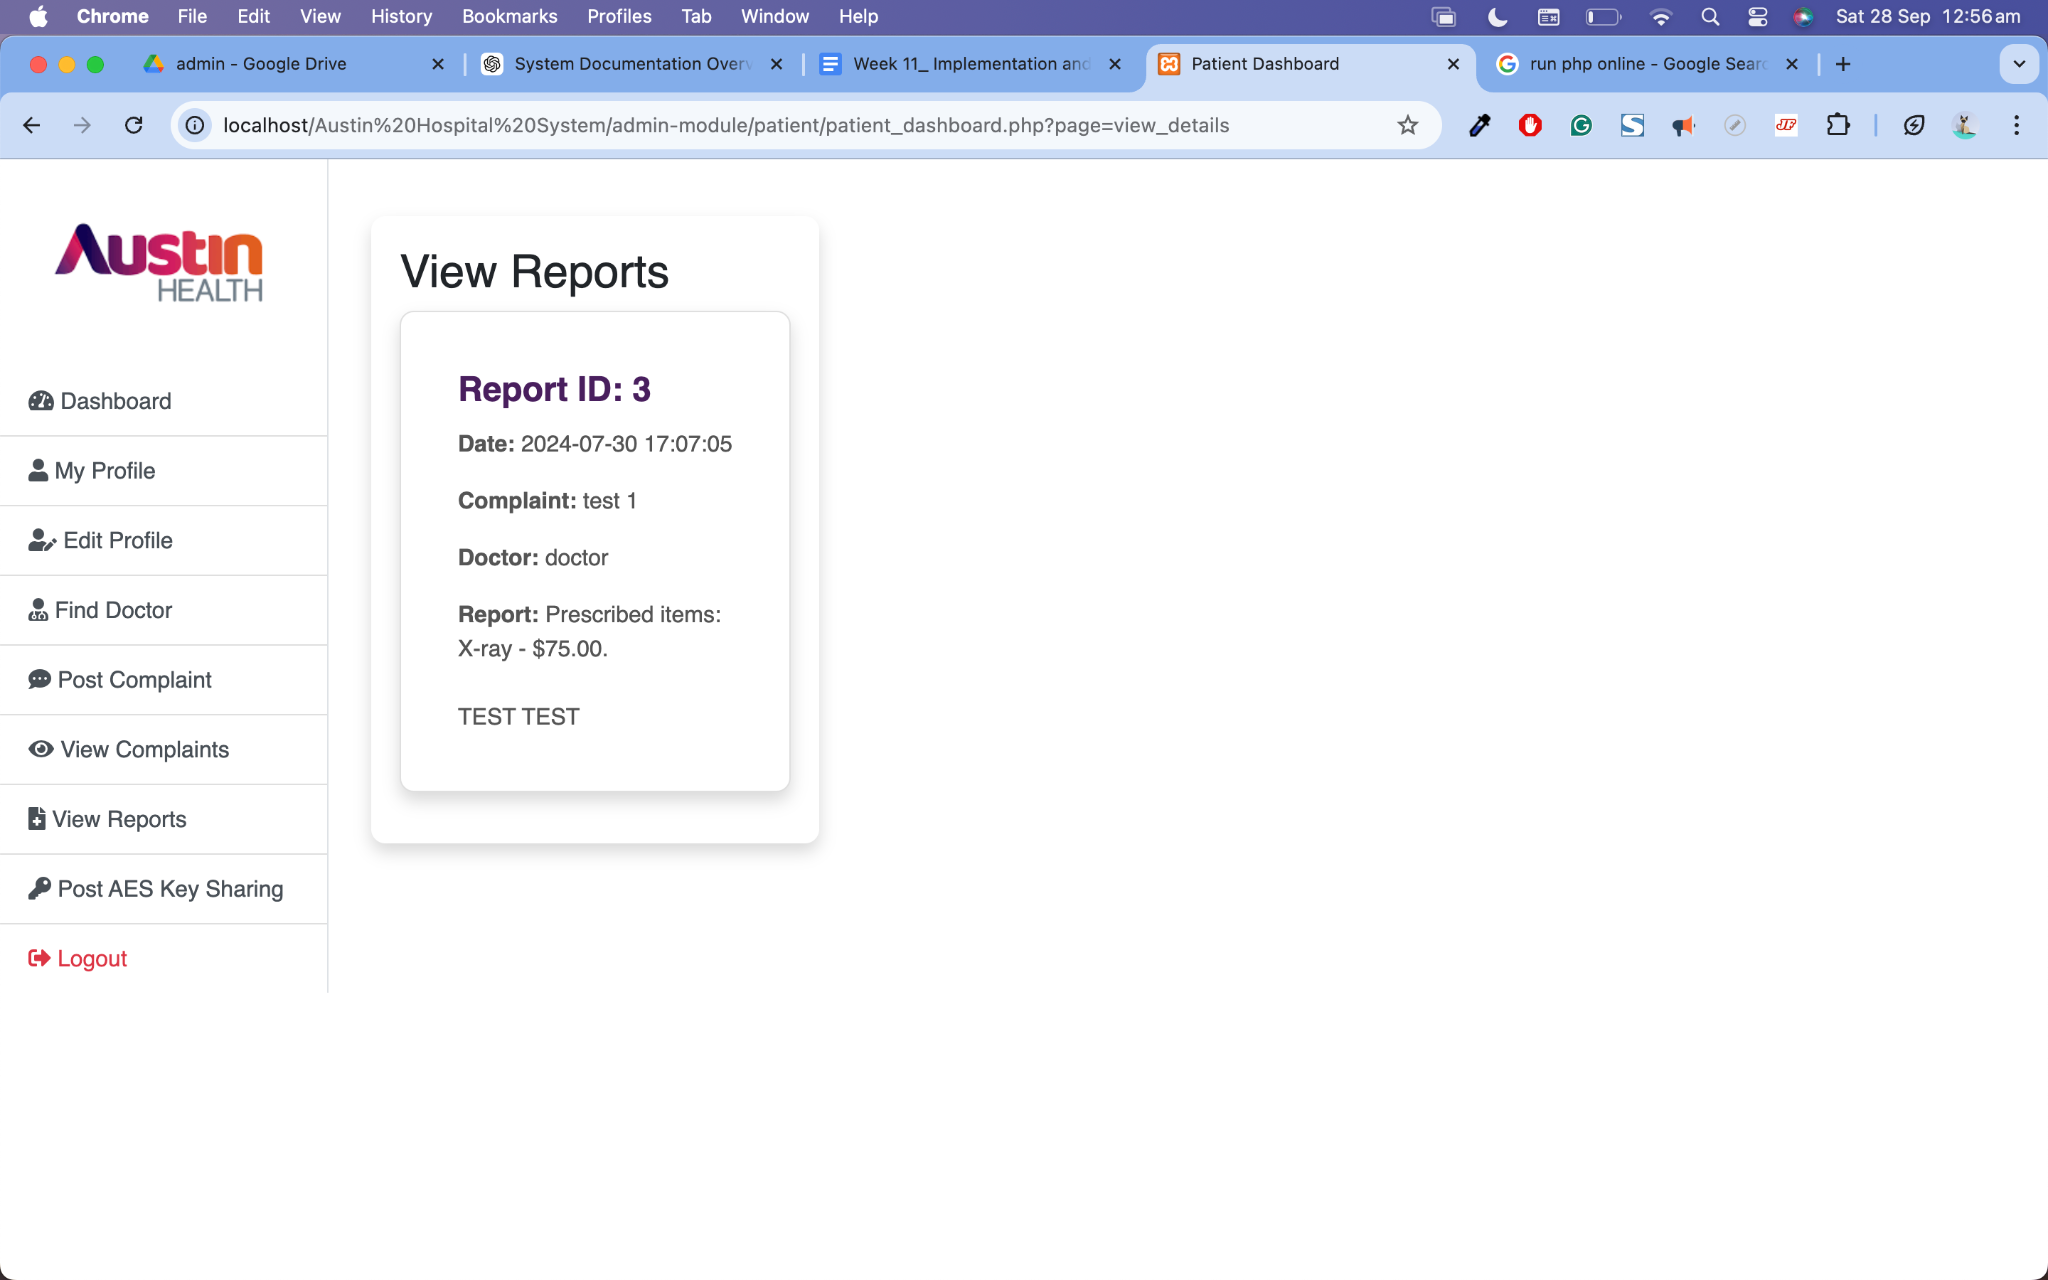 Chrome File Edit View History Bookmarks Profiles Tab Window Help Sat 28 Sep 12:56 am
admin - Google Drive System Documentation Over Week 11_ Implementation and Patient Dashboard run php online - Google Sear
localhost/Austin%20Hospital%20System/admin-module/patient/patient_dashboard.php?page=view_details
Austin
HEALTH
Dashboard
My Profile
Edit Profile
Find Doctor
Post Complaint
View Complaints
View Reports
Post AES Key Sharing
Logout
View Reports
Report ID: 3
Date: 2024-07-30 17:07:05
Complaint: test 1
Doctor: doctor
Report: Prescribed items:
X-ray - $75.00.
TEST TEST